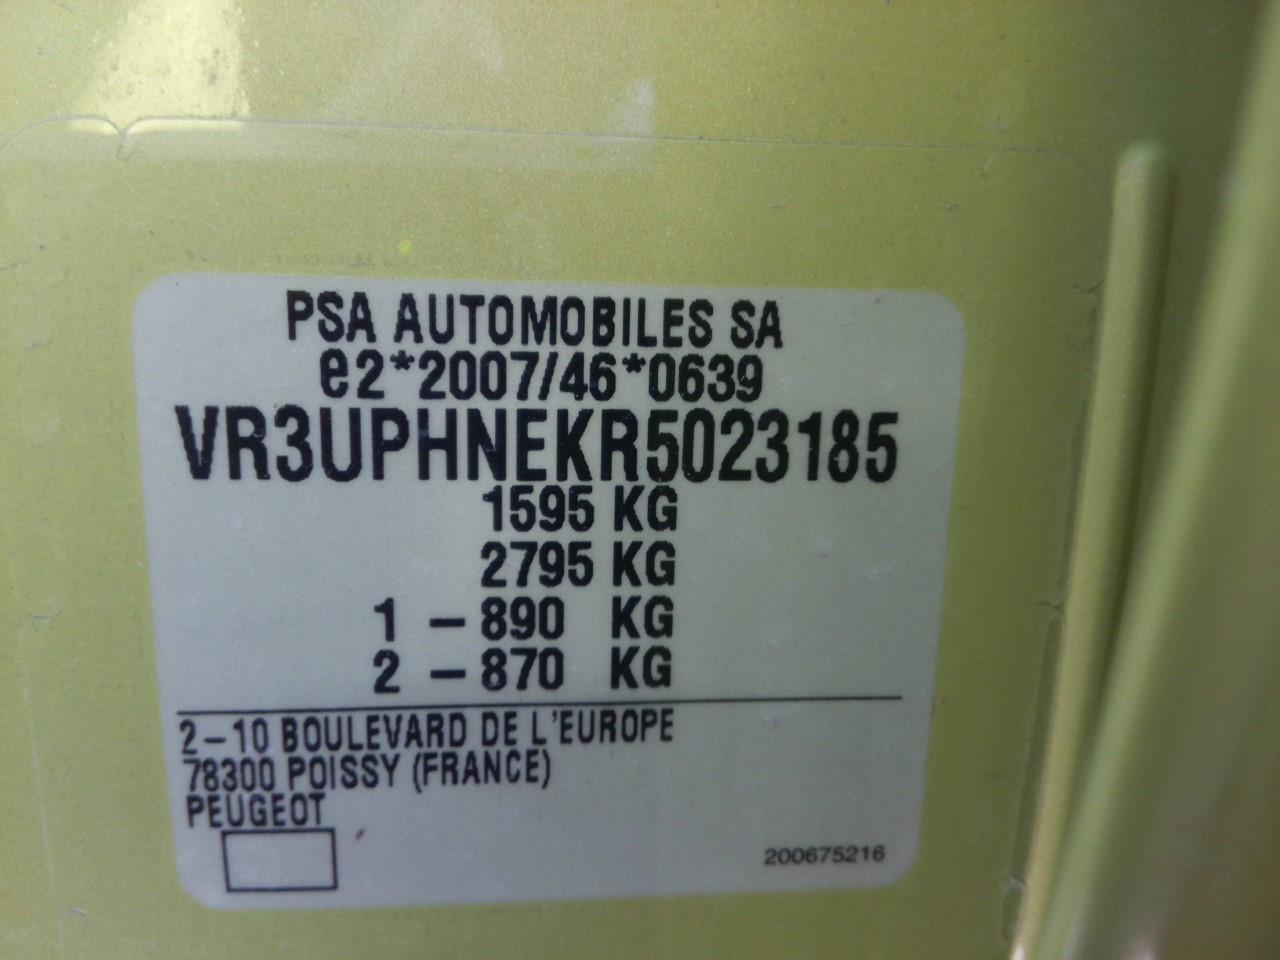 PSA AUTOMOBILES SA
e2*2007/46*0639
VR3UPHNEKR5023185
1595 KG
2795 KG
1 – 890 KG
2 – 870 KG
2–10 BOULEVARD DE L'EUROPE
78300 POISSY (FRANCE)
PEUGEOT
200675216